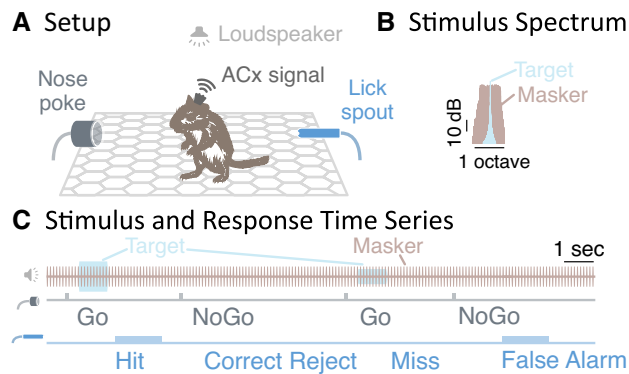 A Setup
Loudspeaker
Nose poke
ACx signal
Lick spout
B Stimulus Spectrum
Target
Masker
10 dB
1 octave
C Stimulus and Response Time Series
Target
Masker
1 sec
Go NoGo Go NoGo
Hit Correct Reject Miss False Alarm